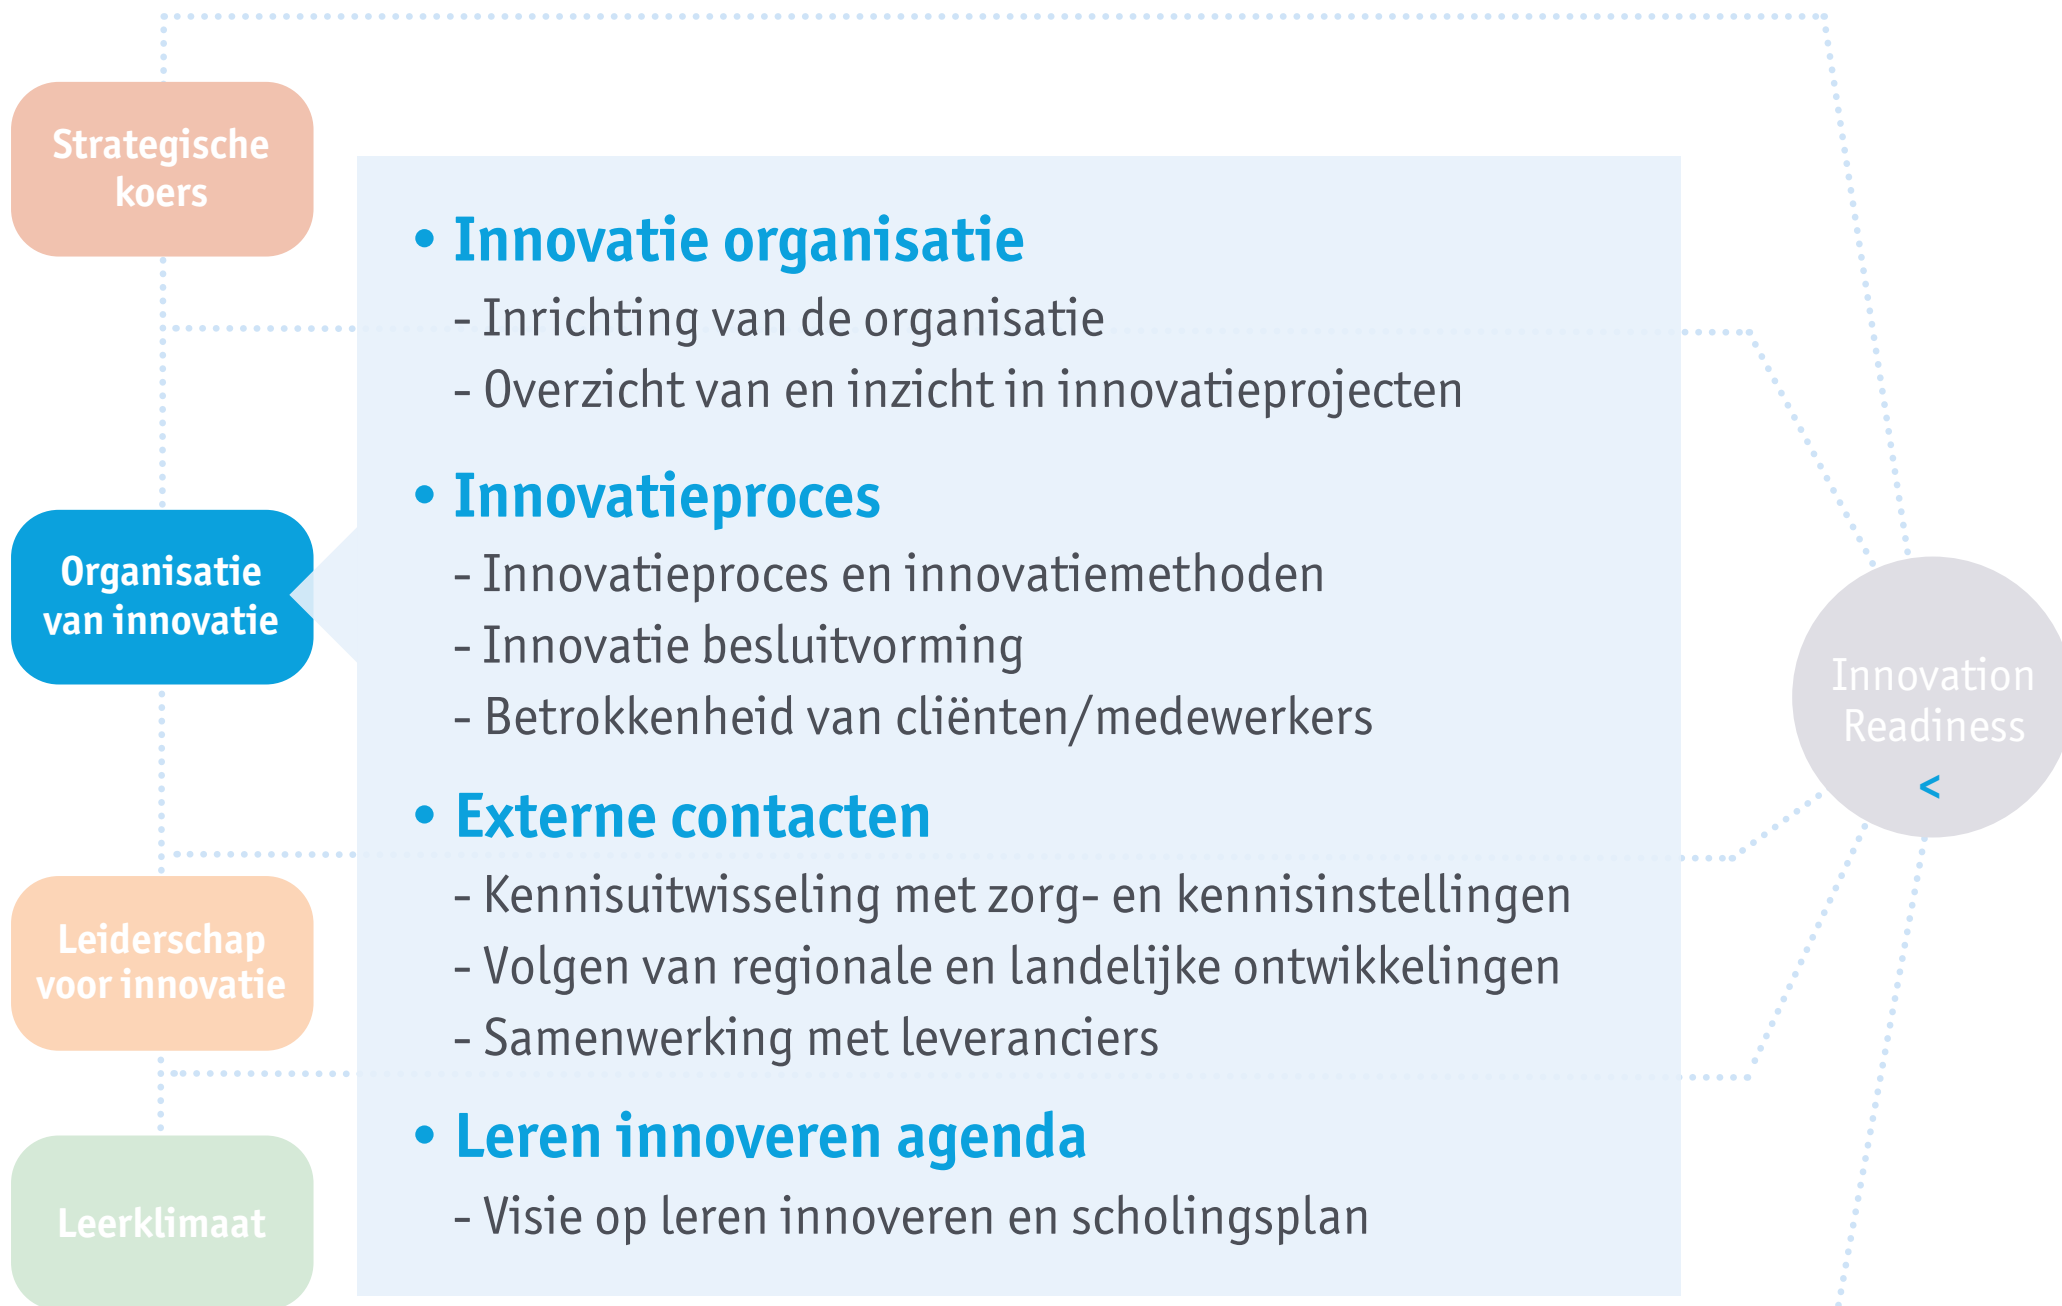 Strategische
koers
Organisatie
van innovatie
Leiderschap
voor innovatie
Leerklimaat
• Innovatie organisatie
- Inrichting van de organisatie
- Overzicht van en inzicht in innovatieprojecten
• Innovatieproces
- Innovatieproces en innovatiemethoden
- Innovatie besluitvorming
- Betrokkenheid van cliënten/medewerkers
• Externe contacten
- Kennisuitwisseling met zorg- en kennisinstellingen
- Volgen van regionale en landelijke ontwikkelingen
- Samenwerking met leveranciers
• Leren innoveren agenda
- Visie op leren innoveren en scholingsplan
Innovation
Readiness
<